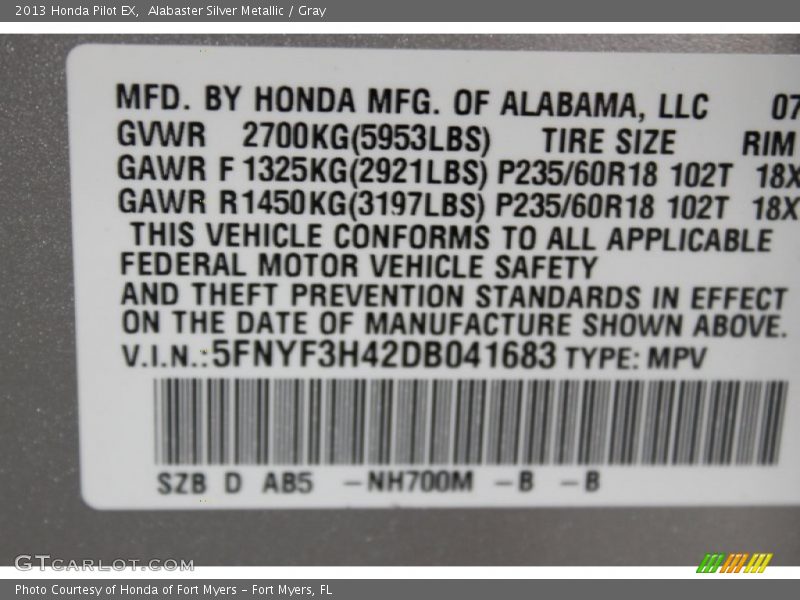 2013 Honda Pilot EX,  Alabaster Silver Metallic / Gray
MFD. BY HONDA MFG. OF ALABAMA, LLC 07
GVWR 2700KG(5953LBS) TIRE SIZE RIM
GAWR F 1325KG(2921LBS) P235/60R18 102T 18X
GAWR R 1450KG(3197LBS) P235/60R18 102T 18X
THIS VEHICLE CONFORMS TO ALL APPLICABLE
FEDERAL MOTOR VEHICLE SAFETY
AND THEFT PREVENTION STANDARDS IN EFFECT
ON THE DATE OF MANUFACTURE SHOWN ABOVE.
V.I.N.:5FNYF3H42DB041683 TYPE: MPV
SZB D AB5 -NH700M -B -B
GTCARLOT.COM
Photo Courtesy of Honda of Fort Myers - Fort Myers, FL